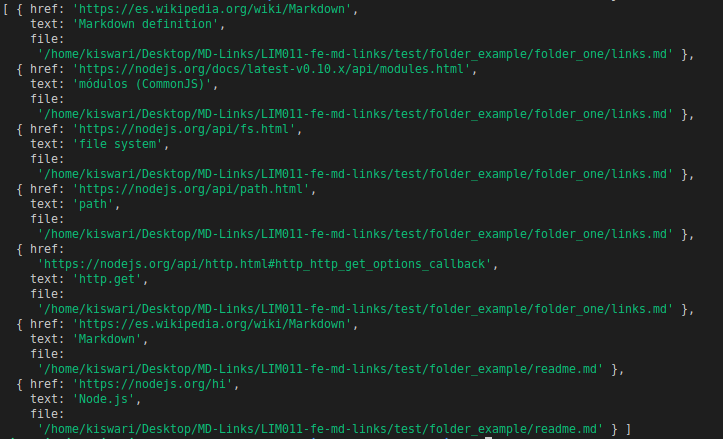 [ { href: 'https://es.wikipedia.org/wiki/Markdown',
text: 'Markdown definition',
file:
'/home/kiswari/Desktop/MD-Links/LIM011-fe-md-links/test/folder_example/folder_one/links.md' },
{ href: 'https://nodejs.org/docs/latest-v0.10.x/api/modules.html',
text: 'módulos (CommonJS)',
file:
'/home/kiswari/Desktop/MD-Links/LIM011-fe-md-links/test/folder_example/folder_one/links.md' },
{ href: 'https://nodejs.org/api/fs.html',
text: 'file system',
file:
'/home/kiswari/Desktop/MD-Links/LIM011-fe-md-links/test/folder_example/folder_one/links.md' },
{ href: 'https://nodejs.org/api/path.html',
text: 'path',
file:
'/home/kiswari/Desktop/MD-Links/LIM011-fe-md-links/test/folder_example/folder_one/links.md' },
{ href:
'https://nodejs.org/api/http.html#http_http_get_options_callback',
text: 'http.get',
file:
'/home/kiswari/Desktop/MD-Links/LIM011-fe-md-links/test/folder_example/folder_one/links.md' },
{ href: 'https://es.wikipedia.org/wiki/Markdown',
text: 'Markdown',
file:
'/home/kiswari/Desktop/MD-Links/LIM011-fe-md-links/test/folder_example/readme.md' },
{ href: 'https://nodejs.org/hi',
text: 'Node.js',
file:
'/home/kiswari/Desktop/MD-Links/LIM011-fe-md-links/test/folder_example/readme.md' } ]